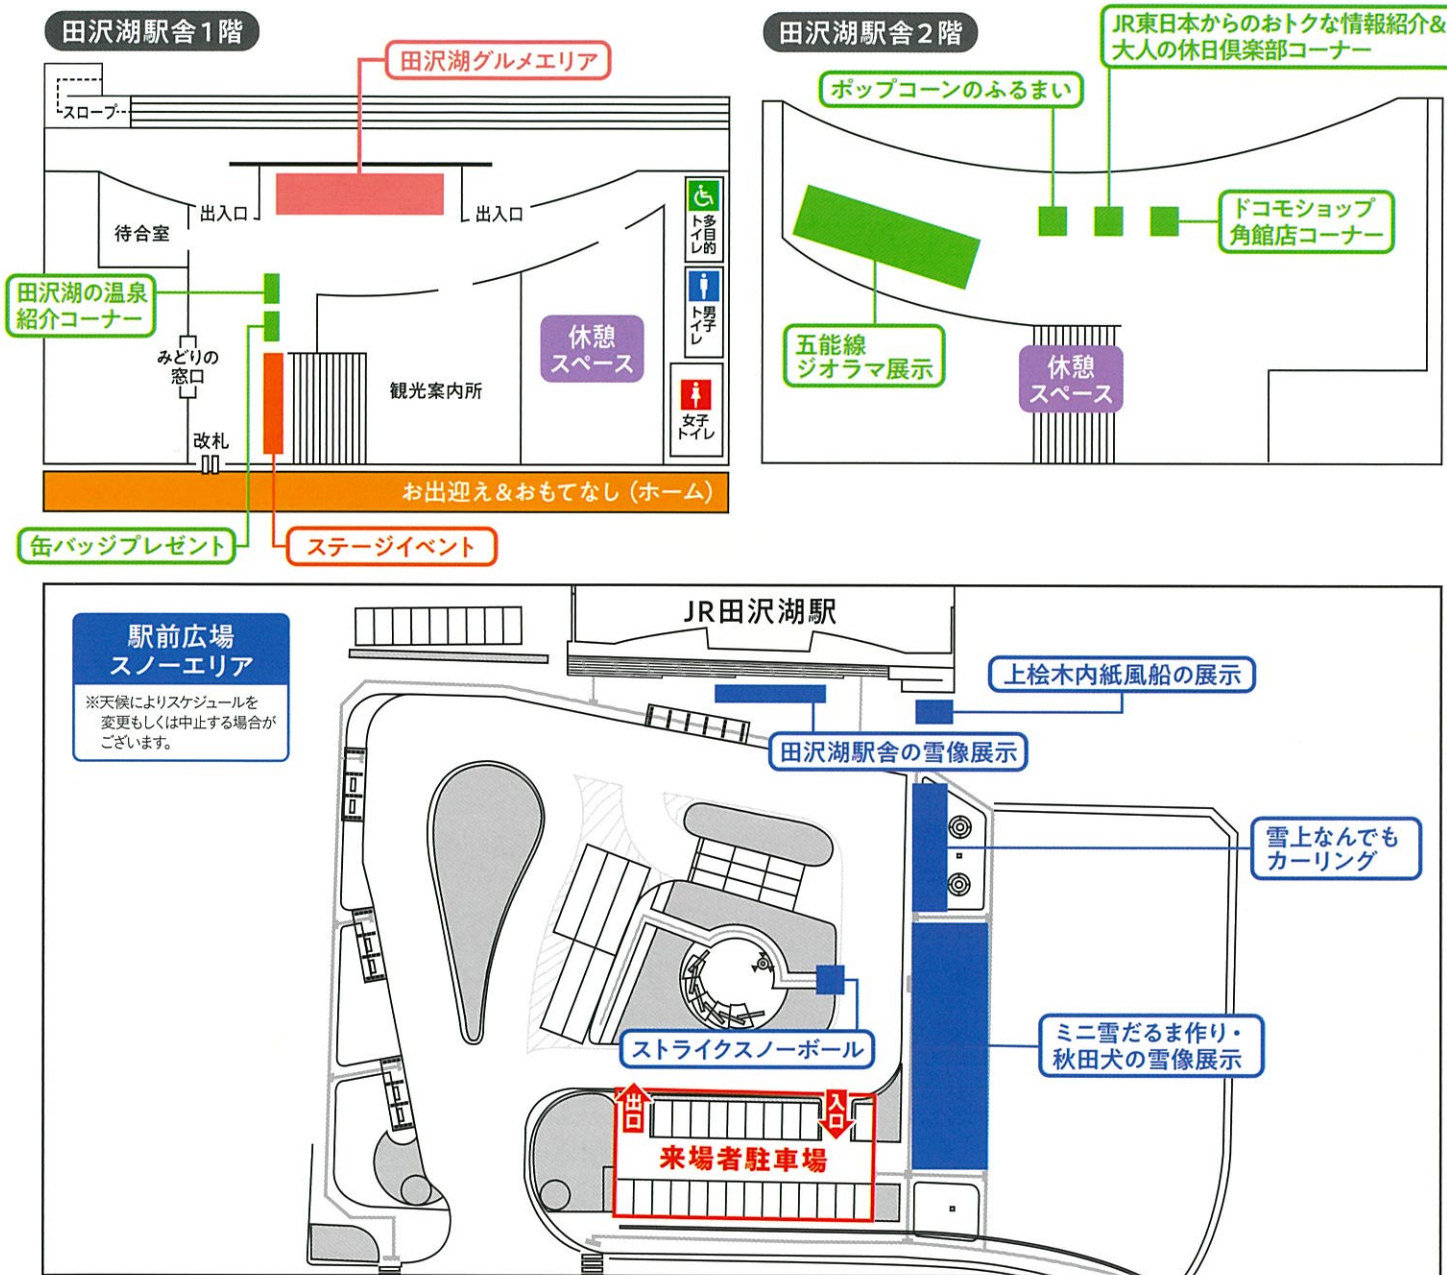 田沢湖駅舎1階
田沢湖グルメエリア
スロープ
出入口
出入口
待合室
多目的
トイレ
男子
トイレ
女子
トイレ
田沢湖の温泉
紹介コーナー
みどりの
窓口
改札
観光案内所
休憩
スペース
お出迎え&おもてなし(ホーム)
缶バッジプレゼント
ステージイベント
田沢湖駅舎2階
JR東日本からのおトクな情報紹介&
大人の休日倶楽部コーナー
ポップコーンのふるまい
ドコモショップ
角館店コーナー
五能線
ジオラマ展示
休憩
スペース
駅前広場
スノーエリア
※天候によりスケジュールを
変更もしくは中止する場合が
ございます。
JR田沢湖駅
上桧木内紙風船の展示
田沢湖駅舎の雪像展示
雪上なんでも
カーリング
ストライクスノーボール
ミニ雪だるま作り・
秋田犬の雪像展示
出口
入口
来場者駐車場